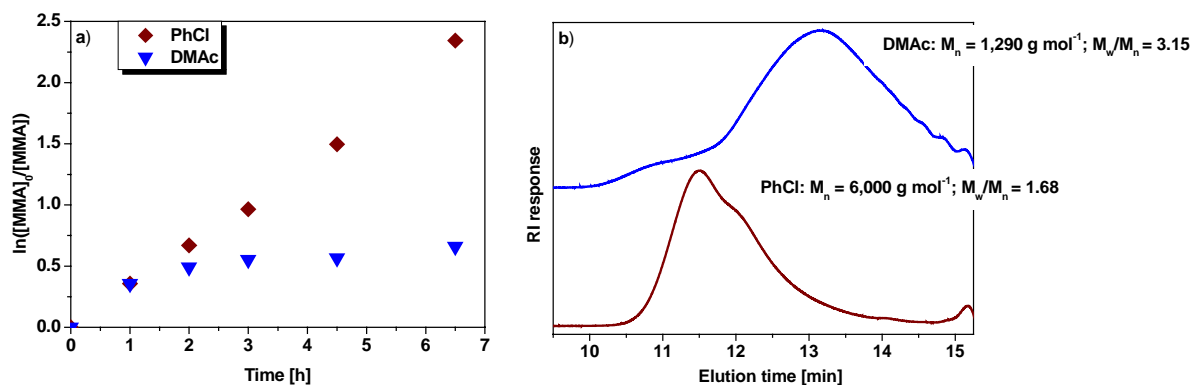 a)
PhCl
DMAc
ln([MMA]₀/[MMA])
2.5
2.0
1.5
1.0
0.5
0.0
0 1 2 3 4 5 6 7
Time [h]
b)
DMAc: Mₙ = 1,290 g mol⁻¹; M_w/Mₙ = 3.15
PhCl: Mₙ = 6,000 g mol⁻¹; M_w/Mₙ = 1.68
RI response
10 11 12 13 14 15
Elution time [min]